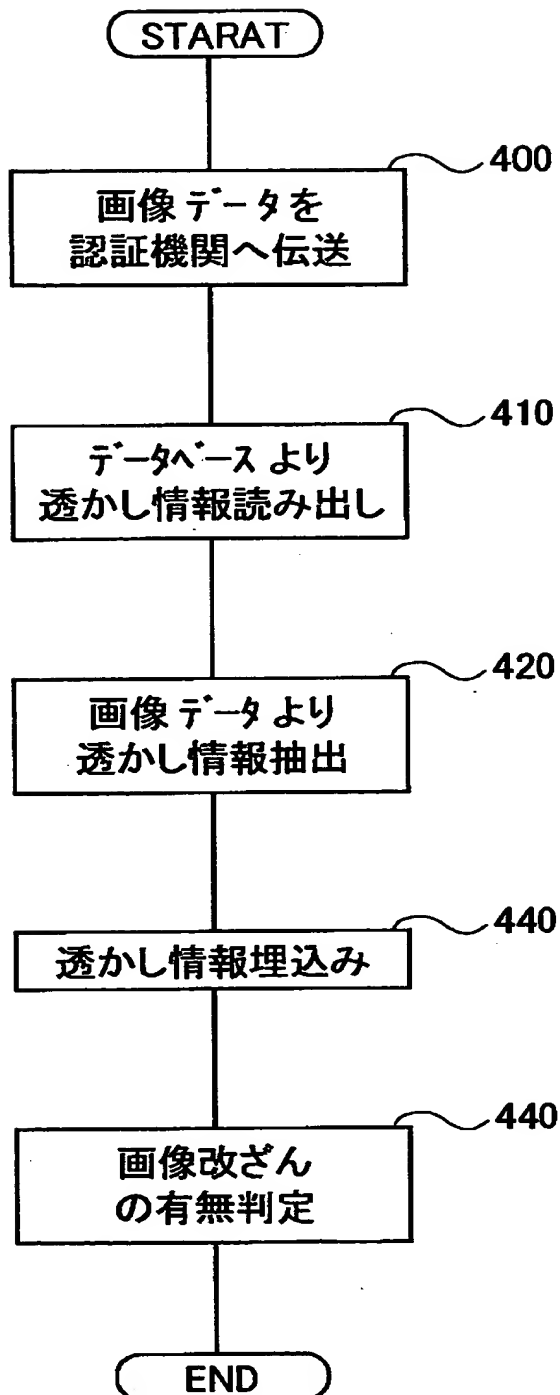 STARAT
400
画像データを
認証機関へ伝送
410
データベースより
透かし情報読み出し
420
画像データより
透かし情報抽出
440
透かし情報埋込み
440
画像改ざん
の有無判定
END